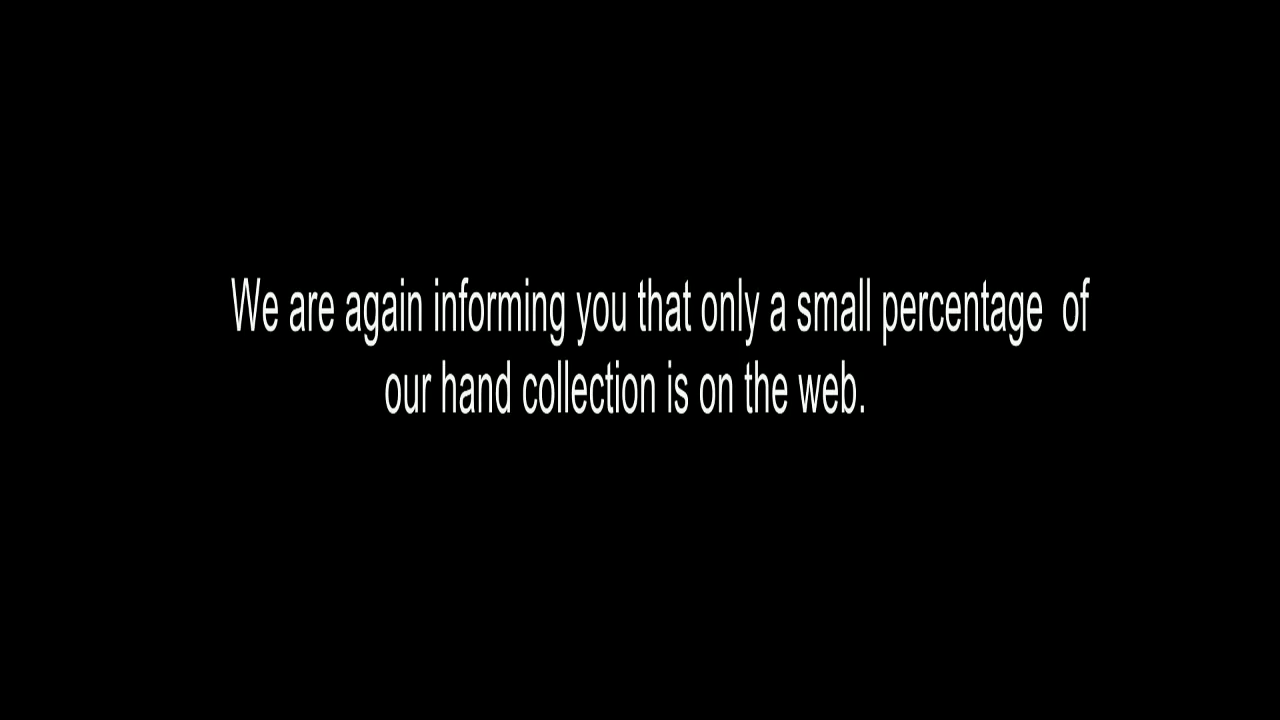 We are again informing you that only a small percentage  of
our hand collection is on the web.